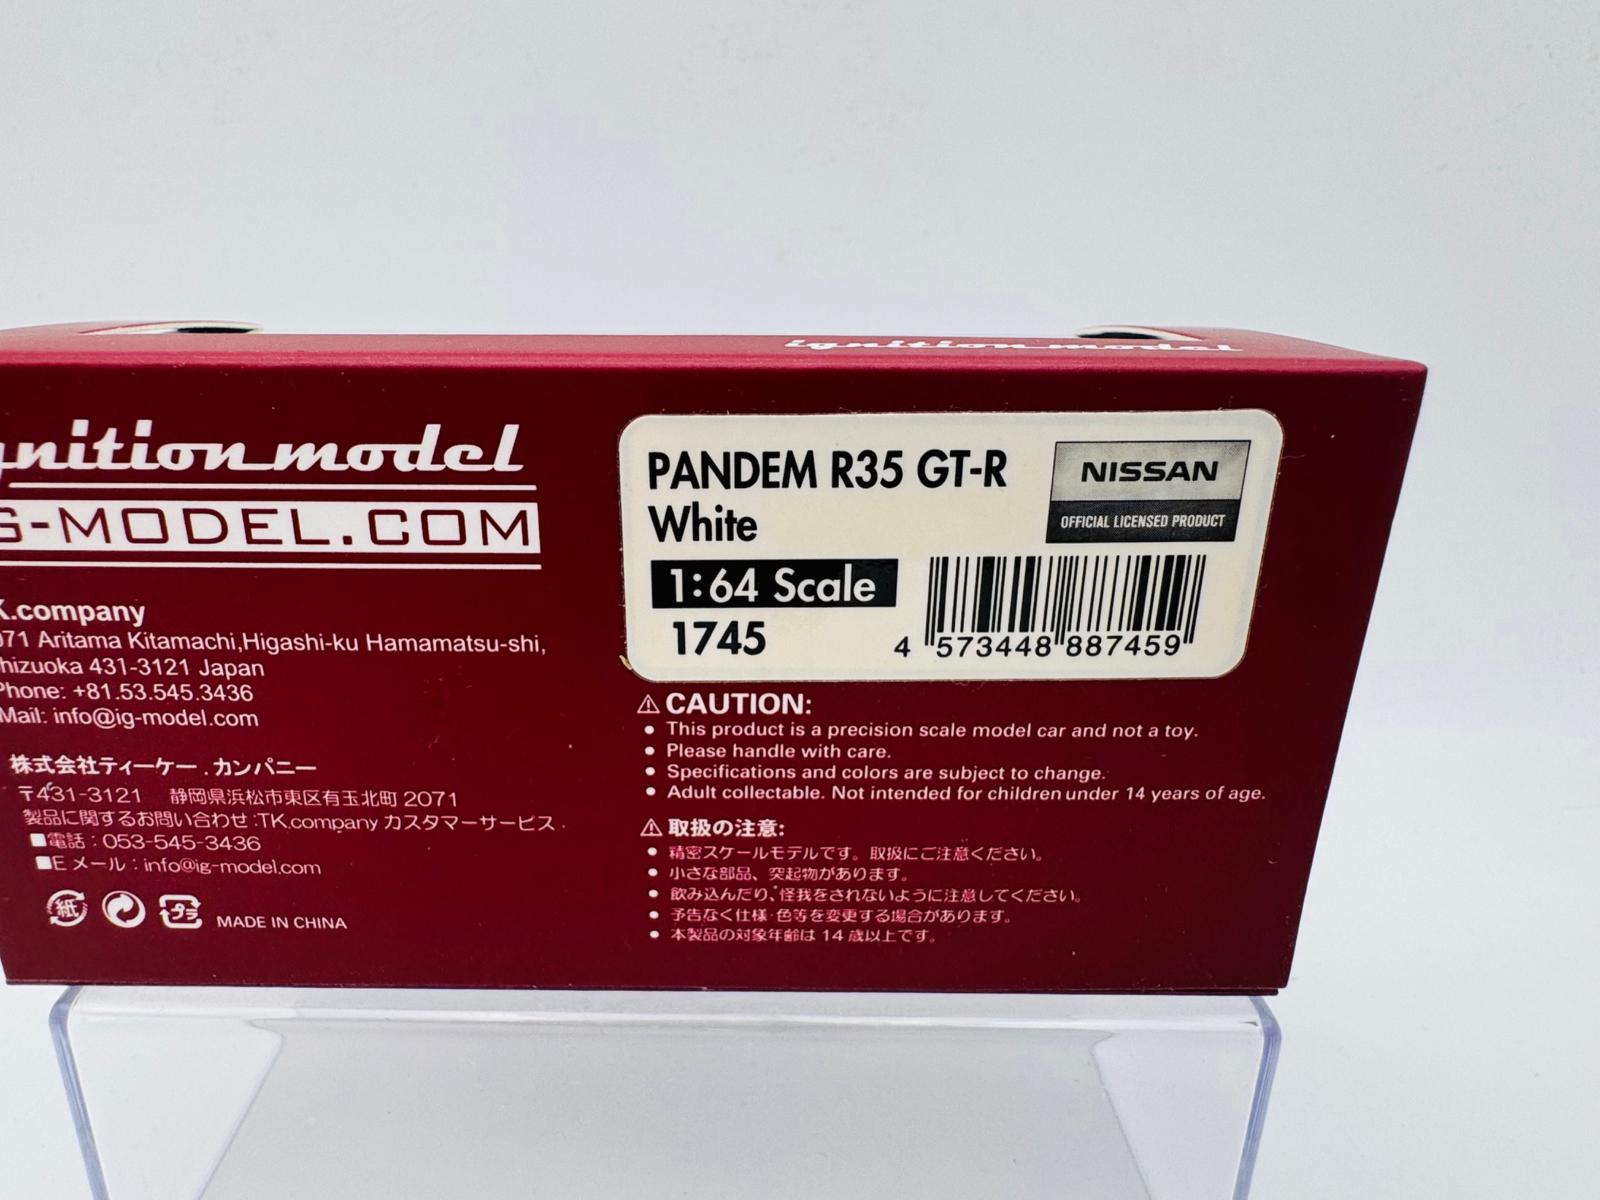 ignition model
gnition model
G-MODEL.COM
K.company
071 Aritama Kitamachi,Higashi-ku Hamamatsu-shi,
hizuoka 431-3121 Japan
Phone: +81.53.545.3436
Mail: info@ig-model.com
株式会社ティーケー.カンパニー
〒431-3121 静岡県浜松市東区有玉北町 2071
製品に関するお問い合わせ:TK.company カスタマーサービス.
■電話:053-545-3436
■E メール:info@ig-model.com
紙 プラ MADE IN CHINA
PANDEM R35 GT-R
White
1:64 Scale
1745
NISSAN
OFFICIAL LICENSED PRODUCT
4 573448 887459
⚠ CAUTION:
• This product is a precision scale model car and not a toy.
• Please handle with care.
• Specifications and colors are subject to change.
• Adult collectable. Not intended for children under 14 years of age.
⚠ 取扱の注意:
• 精密スケールモデルです。取扱にご注意ください。
• 小さな部品、突起物があります。
• 飲み込んだり、怪我をされないように注意してください。
• 予告なく仕様・色等を変更する場合があります。
• 本製品の対象年齢は 14 歳以上です。